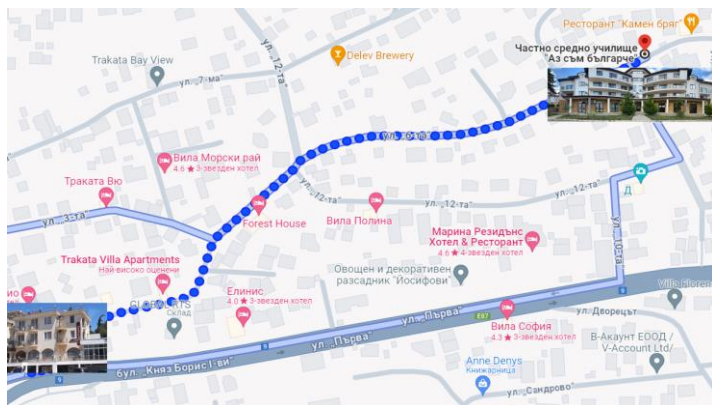 Ресторант "Камен бряг"
Частно средно училище
"Аз съм българче"
Delev Brewery
Trakata Bay View
ул. „12-та“
ул. „7-ма“
ул. „6-та“
Вила Морски рай
4.6 ★ 3-звезден хотел
Траката Вю
ул. „12-та“
ул. „12-та“
Д
Вила Полина
Forest House
ул. „3-та“
ул. „10-та“
Марина Резидънс
Хотел & Ресторант
4.6 ★ 4-звезден хотел
Trakata Villa Apartments
Най-високо оценени
Овощен и декоративен
разсадник "Йосифови"
Елинис
4.0 ★ 3-звезден хотел
Склад
9
E87
ул. „Първа“
Вила София
4.3 ★ 3-звезден хотел
ул. „Дворецът“
В-Акаунт ЕООД /
V-Account Ltd/
ул. „Първа“
бул. „Княз Борис I-ви“
9
9
Anne Denys
Книжарница
ул. „Сандрово“